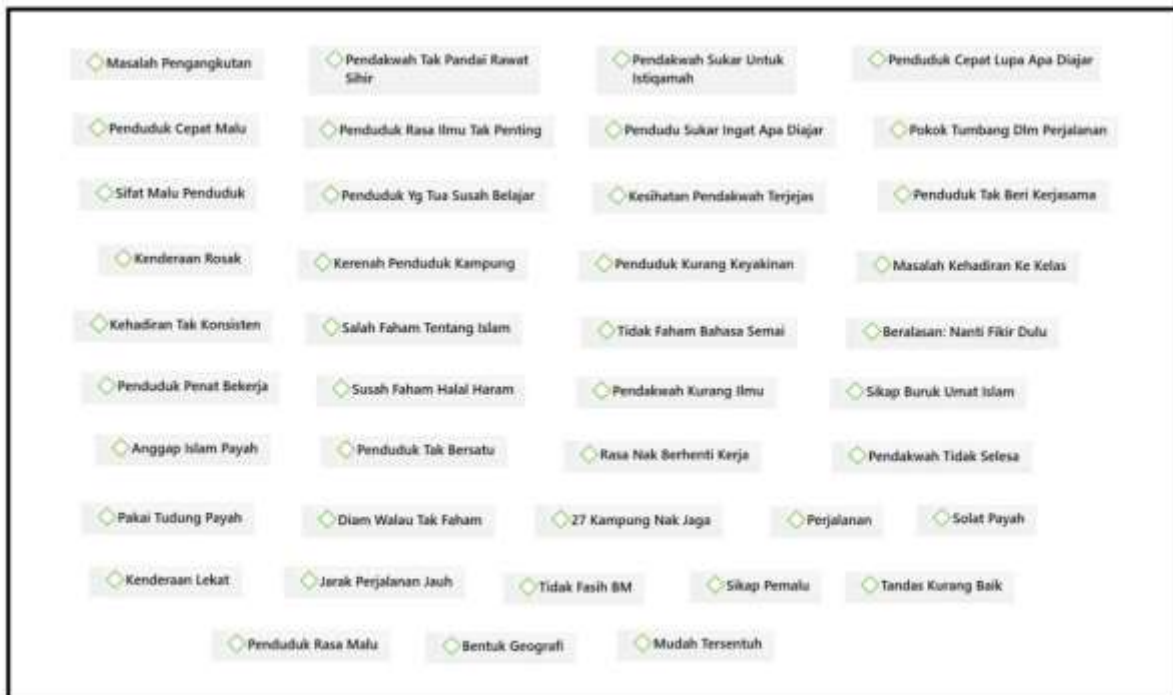 Masalah Pengangkutan
Pendakwah Tak Pandai Rawat
Sihir
Pendakwah Sukar Untuk
Istiqamah
Penduduk Cepat Lupa Apa Diajar
Penduduk Cepat Malu
Penduduk Rasa Ilmu Tak Penting
Pendudu Sukar Ingat Apa Diajar
Pokok Tumbang Dlm Perjalanan
Sifat Malu Penduduk
Penduduk Yg Tua Susah Belajar
Kesihatan Pendakwah Terjejas
Penduduk Tak Beri Kerjasama
Kenderaan Rosak
Kerenah Penduduk Kampung
Penduduk Kurang Keyakinan
Masalah Kehadiran Ke Kelas
Kehadiran Tak Konsisten
Salah Faham Tentang Islam
Tidak Faham Bahasa Semai
Beralasan: Nanti Fikir Dulu
Penduduk Penat Bekerja
Susah Faham Halal Haram
Pendakwah Kurang Ilmu
Sikap Buruk Umat Islam
Anggap Islam Payah
Penduduk Tak Bersatu
Rasa Nak Berhenti Kerja
Pendakwah Tidak Selesa
Pakai Tudung Payah
Diam Walau Tak Faham
27 Kampung Nak Jaga
Perjalanan
Solat Payah
Kenderaan Lekat
Jarak Perjalanan Jauh
Tidak Fasih BM
Sikap Pemalu
Tandas Kurang Baik
Penduduk Rasa Malu
Bentuk Geografi
Mudah Tersentuh